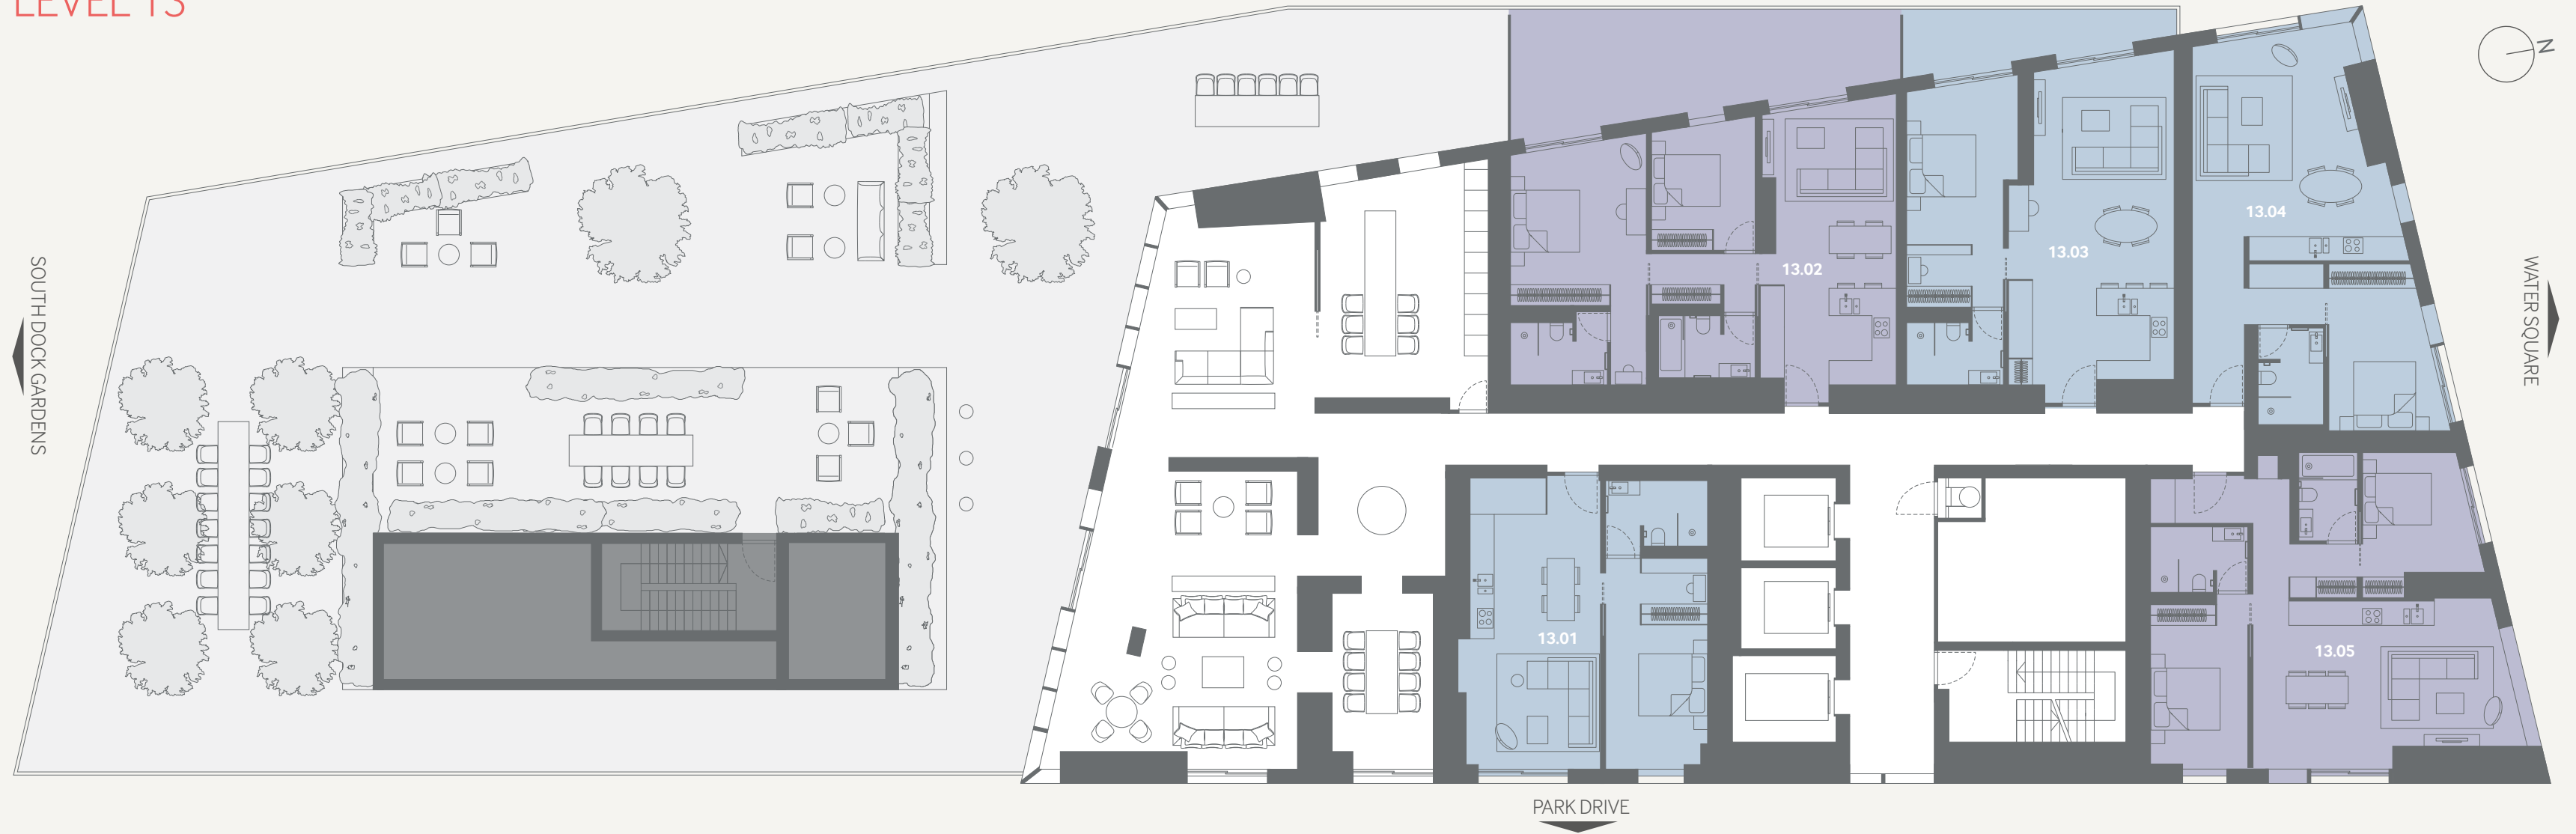 LEVEL 13
N
13.04
13.03
13.02
SOUTH DOCK GARDENS
WATER SQUARE
13.01
13.05
PARK DRIVE